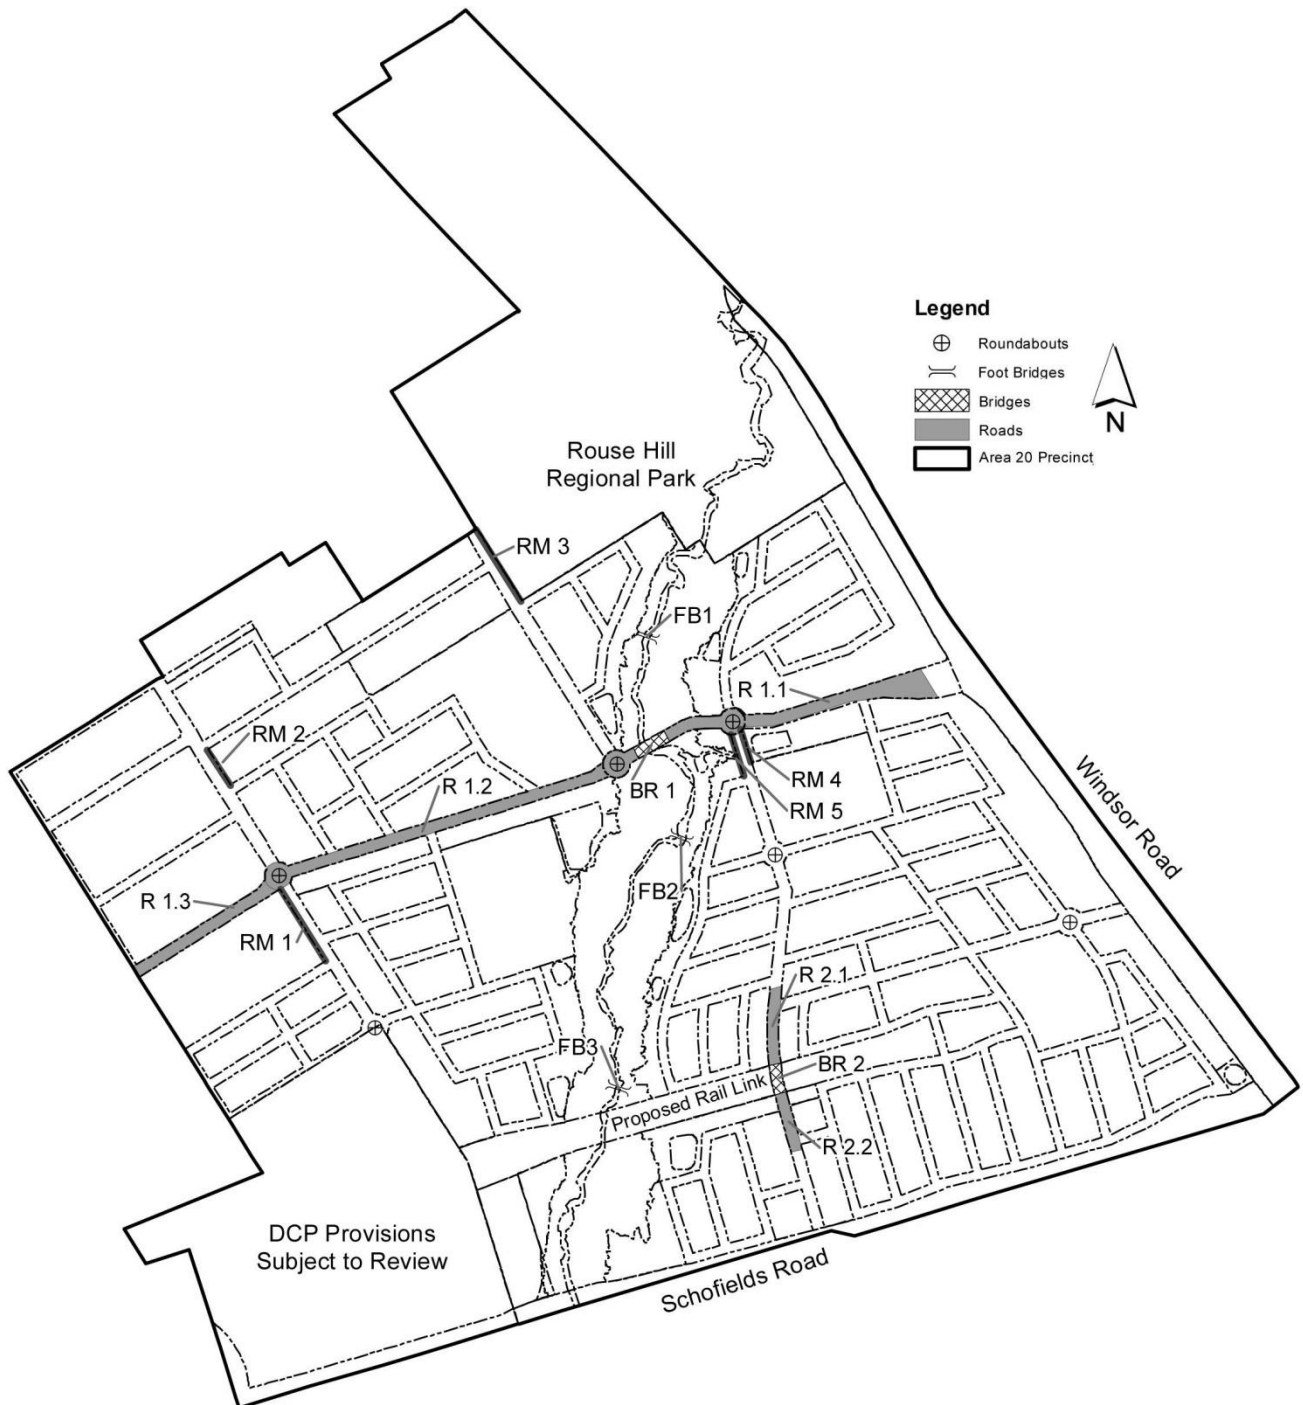 Legend
Roundabouts
Foot Bridges
Bridges
Roads
Area 20 Precinct
N
Rouse Hill
Regional Park
RM 3
FB1
R 1.1
RM 2
R 1.2
BR 1
RM 4
RM 5
Windsor Road
R 1.3
RM 1
FB2
R 2.1
FB3
BR 2
Proposed Rail Link
R 2.2
DCP Provisions
Subject to Review
Schofields Road